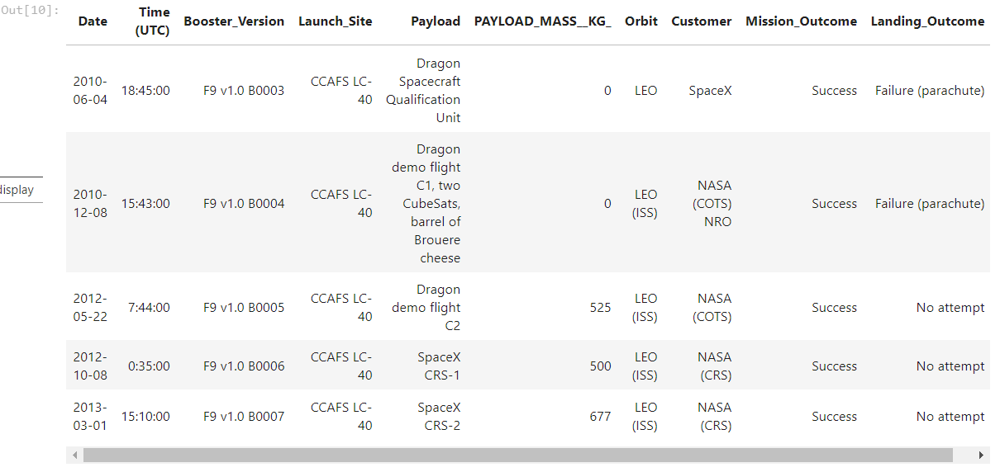 Out[10]:
Date Time (UTC) Booster_Version Launch_Site Payload PAYLOAD_MASS__KG_ Orbit Customer Mission_Outcome Landing_Outcome
2010-06-04 18:45:00 F9 v1.0 B0003 CCAFS LC-40 Dragon Spacecraft Qualification Unit 0 LEO SpaceX Success Failure (parachute)
2010-12-08 15:43:00 F9 v1.0 B0004 CCAFS LC-40 Dragon demo flight C1, two CubeSats, barrel of Brouere cheese 0 LEO (ISS) NASA (COTS) NRO Success Failure (parachute)
display
2012-05-22 7:44:00 F9 v1.0 B0005 CCAFS LC-40 Dragon demo flight C2 525 LEO (ISS) NASA (COTS) Success No attempt
2012-10-08 0:35:00 F9 v1.0 B0006 CCAFS LC-40 SpaceX CRS-1 500 LEO (ISS) NASA (CRS) Success No attempt
2013-03-01 15:10:00 F9 v1.0 B0007 CCAFS LC-40 SpaceX CRS-2 677 LEO (ISS) NASA (CRS) Success No attempt